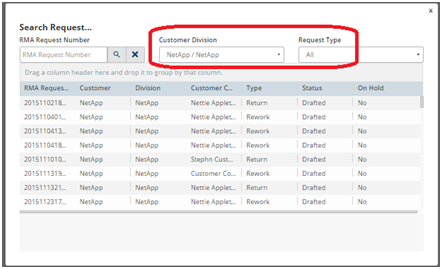 x
Search Request...
RMA Request Number Customer Division Request Type
RMA Request Number NetApp / NetApp All
Drag a column header here and drop it to group by that column.
RMA Reques... Customer Division Customer C... Type Status On Hold
2015110218... NetApp NetApp Nettie Applet... Return Drafted No
2015110401... NetApp NetApp Nettie Applet... Rework Drafted No
2015110413... NetApp NetApp Nettie Applet... Rework Drafted No
2015110418... NetApp NetApp Nettie Applet... Rework Drafted No
2015111010... NetApp NetApp Stephn Cust... Return Drafted No
2015111319... NetApp NetApp Customer Co... Rework Drafted No
2015111321... NetApp NetApp Nettie Applet... Return Drafted No
2015112317... NetApp NetApp Nettie Applet... Rework Drafted No